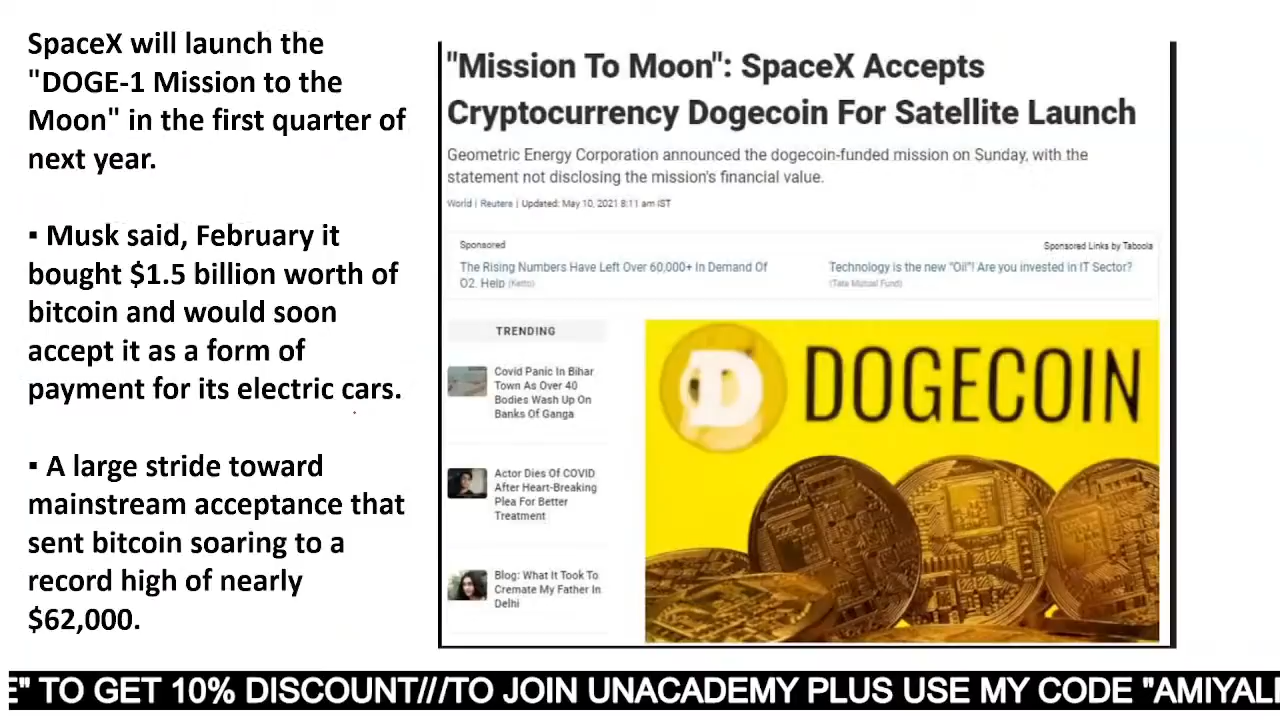 SpaceX will launch the
"DOGE-1 Mission to the
Moon" in the first quarter of
next year.
▪ Musk said, February it
bought $1.5 billion worth of
bitcoin and would soon
accept it as a form of
payment for its electric cars.
▪ A large stride toward
mainstream acceptance that
sent bitcoin soaring to a
record high of nearly
$62,000.
"Mission To Moon": SpaceX Accepts
Cryptocurrency Dogecoin For Satellite Launch
Geometric Energy Corporation announced the dogecoin-funded mission on Sunday, with the
statement not disclosing the mission's financial value.
World | Reuters | Updated: May 10, 2021 8:11 am IST
Sponsored
Sponsored Links by Taboola
The Rising Numbers Have Left Over 60,000+ In Demand Of
O2. Help (Ketto)
Technology is the new "Oil"! Are you invested in IT Sector?
(Tata Mutual Fund)
TRENDING
Covid Panic In Bihar
Town As Over 40
Bodies Wash Up On
Banks Of Ganga
Actor Dies Of COVID
After Heart-Breaking
Plea For Better
Treatment
Blog: What It Took To
Cremate My Father In
Delhi
D DOGECOIN
E" TO GET 10% DISCOUNT///TO JOIN UNACADEMY PLUS USE MY CODE "AMIYALE